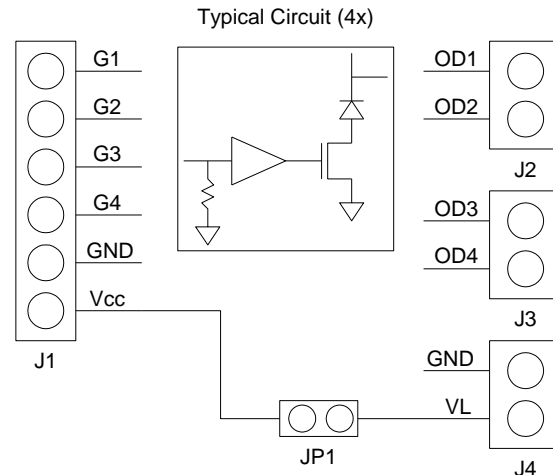 Typical Circuit (4x)
G1
G2
G3
G4
GND
Vcc
J1
OD1
OD2
J2
OD3
OD4
J3
GND
VL
J4
JP1